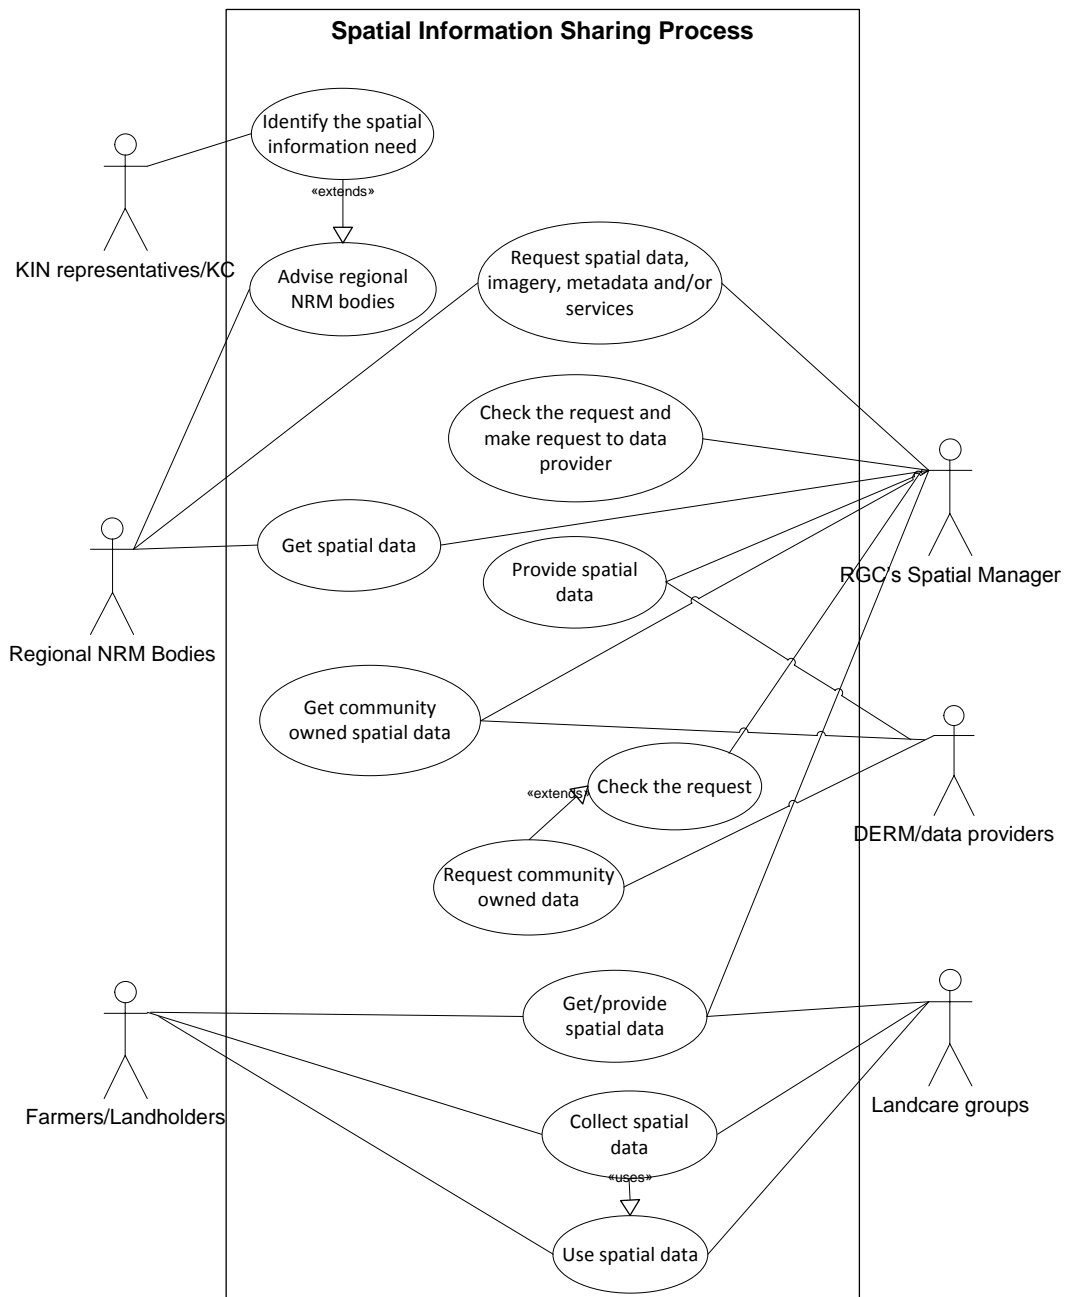 Spatial Information Sharing Process
Identify the spatial
information need
«extends»
KIN representatives/KC
Advise regional
NRM bodies
Request spatial data,
imagery, metadata and/or
services
Check the request and
make request to data
provider
Get spatial data
Provide spatial
data
RGC's Spatial Manager
Regional NRM Bodies
Get community
owned spatial data
«extends»
Check the request
DERM/data providers
Request community
owned data
Get/provide
spatial data
Farmers/Landholders
Landcare groups
Collect spatial
data
«uses»
Use spatial data